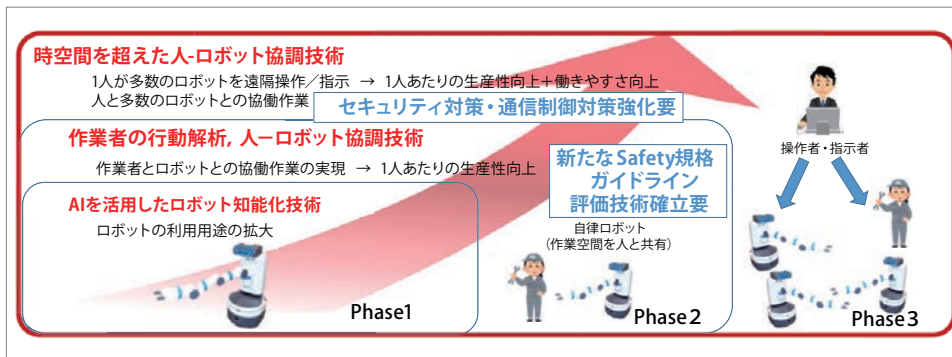 時空間を超えた人-ロボット協調技術
1人が多数のロボットを遠隔操作／指示 → 1人あたりの生産性向上＋働きやすさ向上
人と多数のロボットとの協働作業
セキュリティ対策・通信制御対策強化要
作業者の行動解析, 人−ロボット協調技術
作業者とロボットとの協働作業の実現 → 1人あたりの生産性向上
AIを活用したロボット知能化技術
ロボットの利用用途の拡大
Phase1
新たなSafety規格
ガイドライン
評価技術確立要
自律ロボット
（作業空間を人と共有）
Phase2
操作者・指示者
Phase3